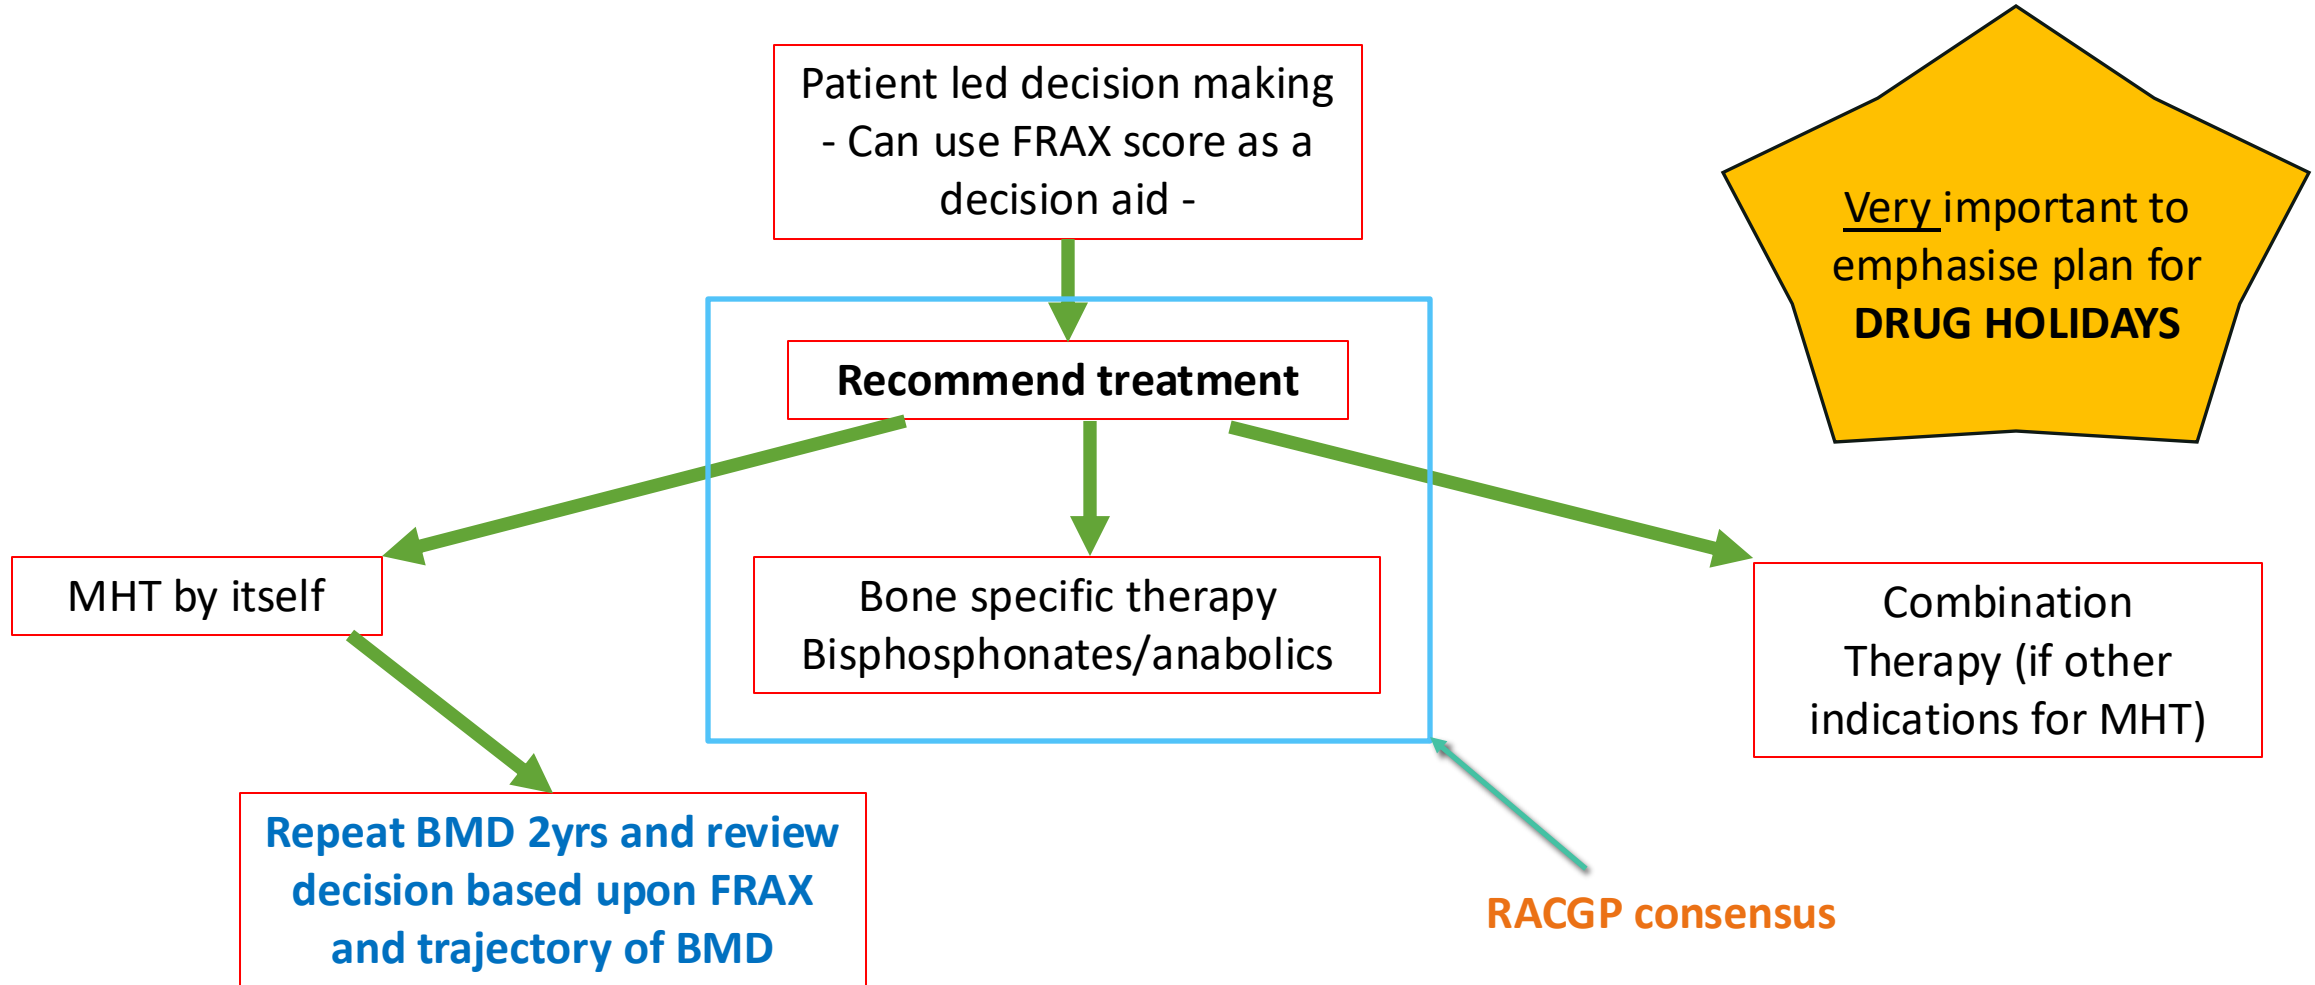 Patient led decision making
- Can use FRAX score as a
decision aid -
Very important to
emphasise plan for
DRUG HOLIDAYS
Recommend treatment
MHT by itself
Bone specific therapy
Bisphosphonates/anabolics
Combination
Therapy (if other
indications for MHT)
Repeat BMD 2yrs and review
decision based upon FRAX
and trajectory of BMD
RACGP consensus